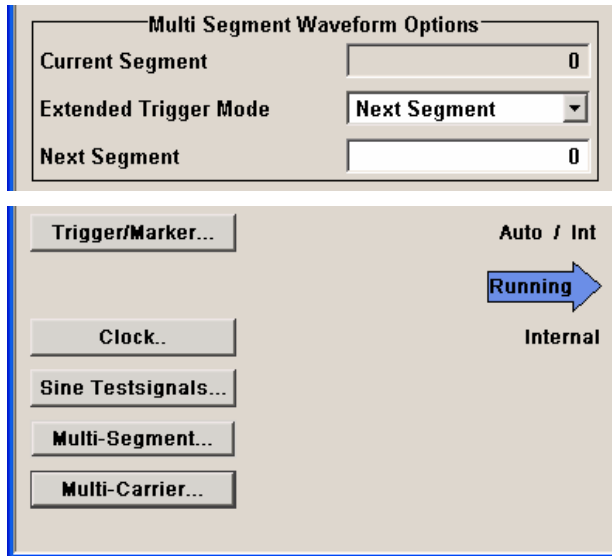 Multi Segment Waveform Options
Current Segment 0
Extended Trigger Mode Next Segment
Next Segment 0
Trigger/Marker... Auto / Int
Running
Clock.. Internal
Sine Testsignals...
Multi-Segment...
Multi-Carrier...